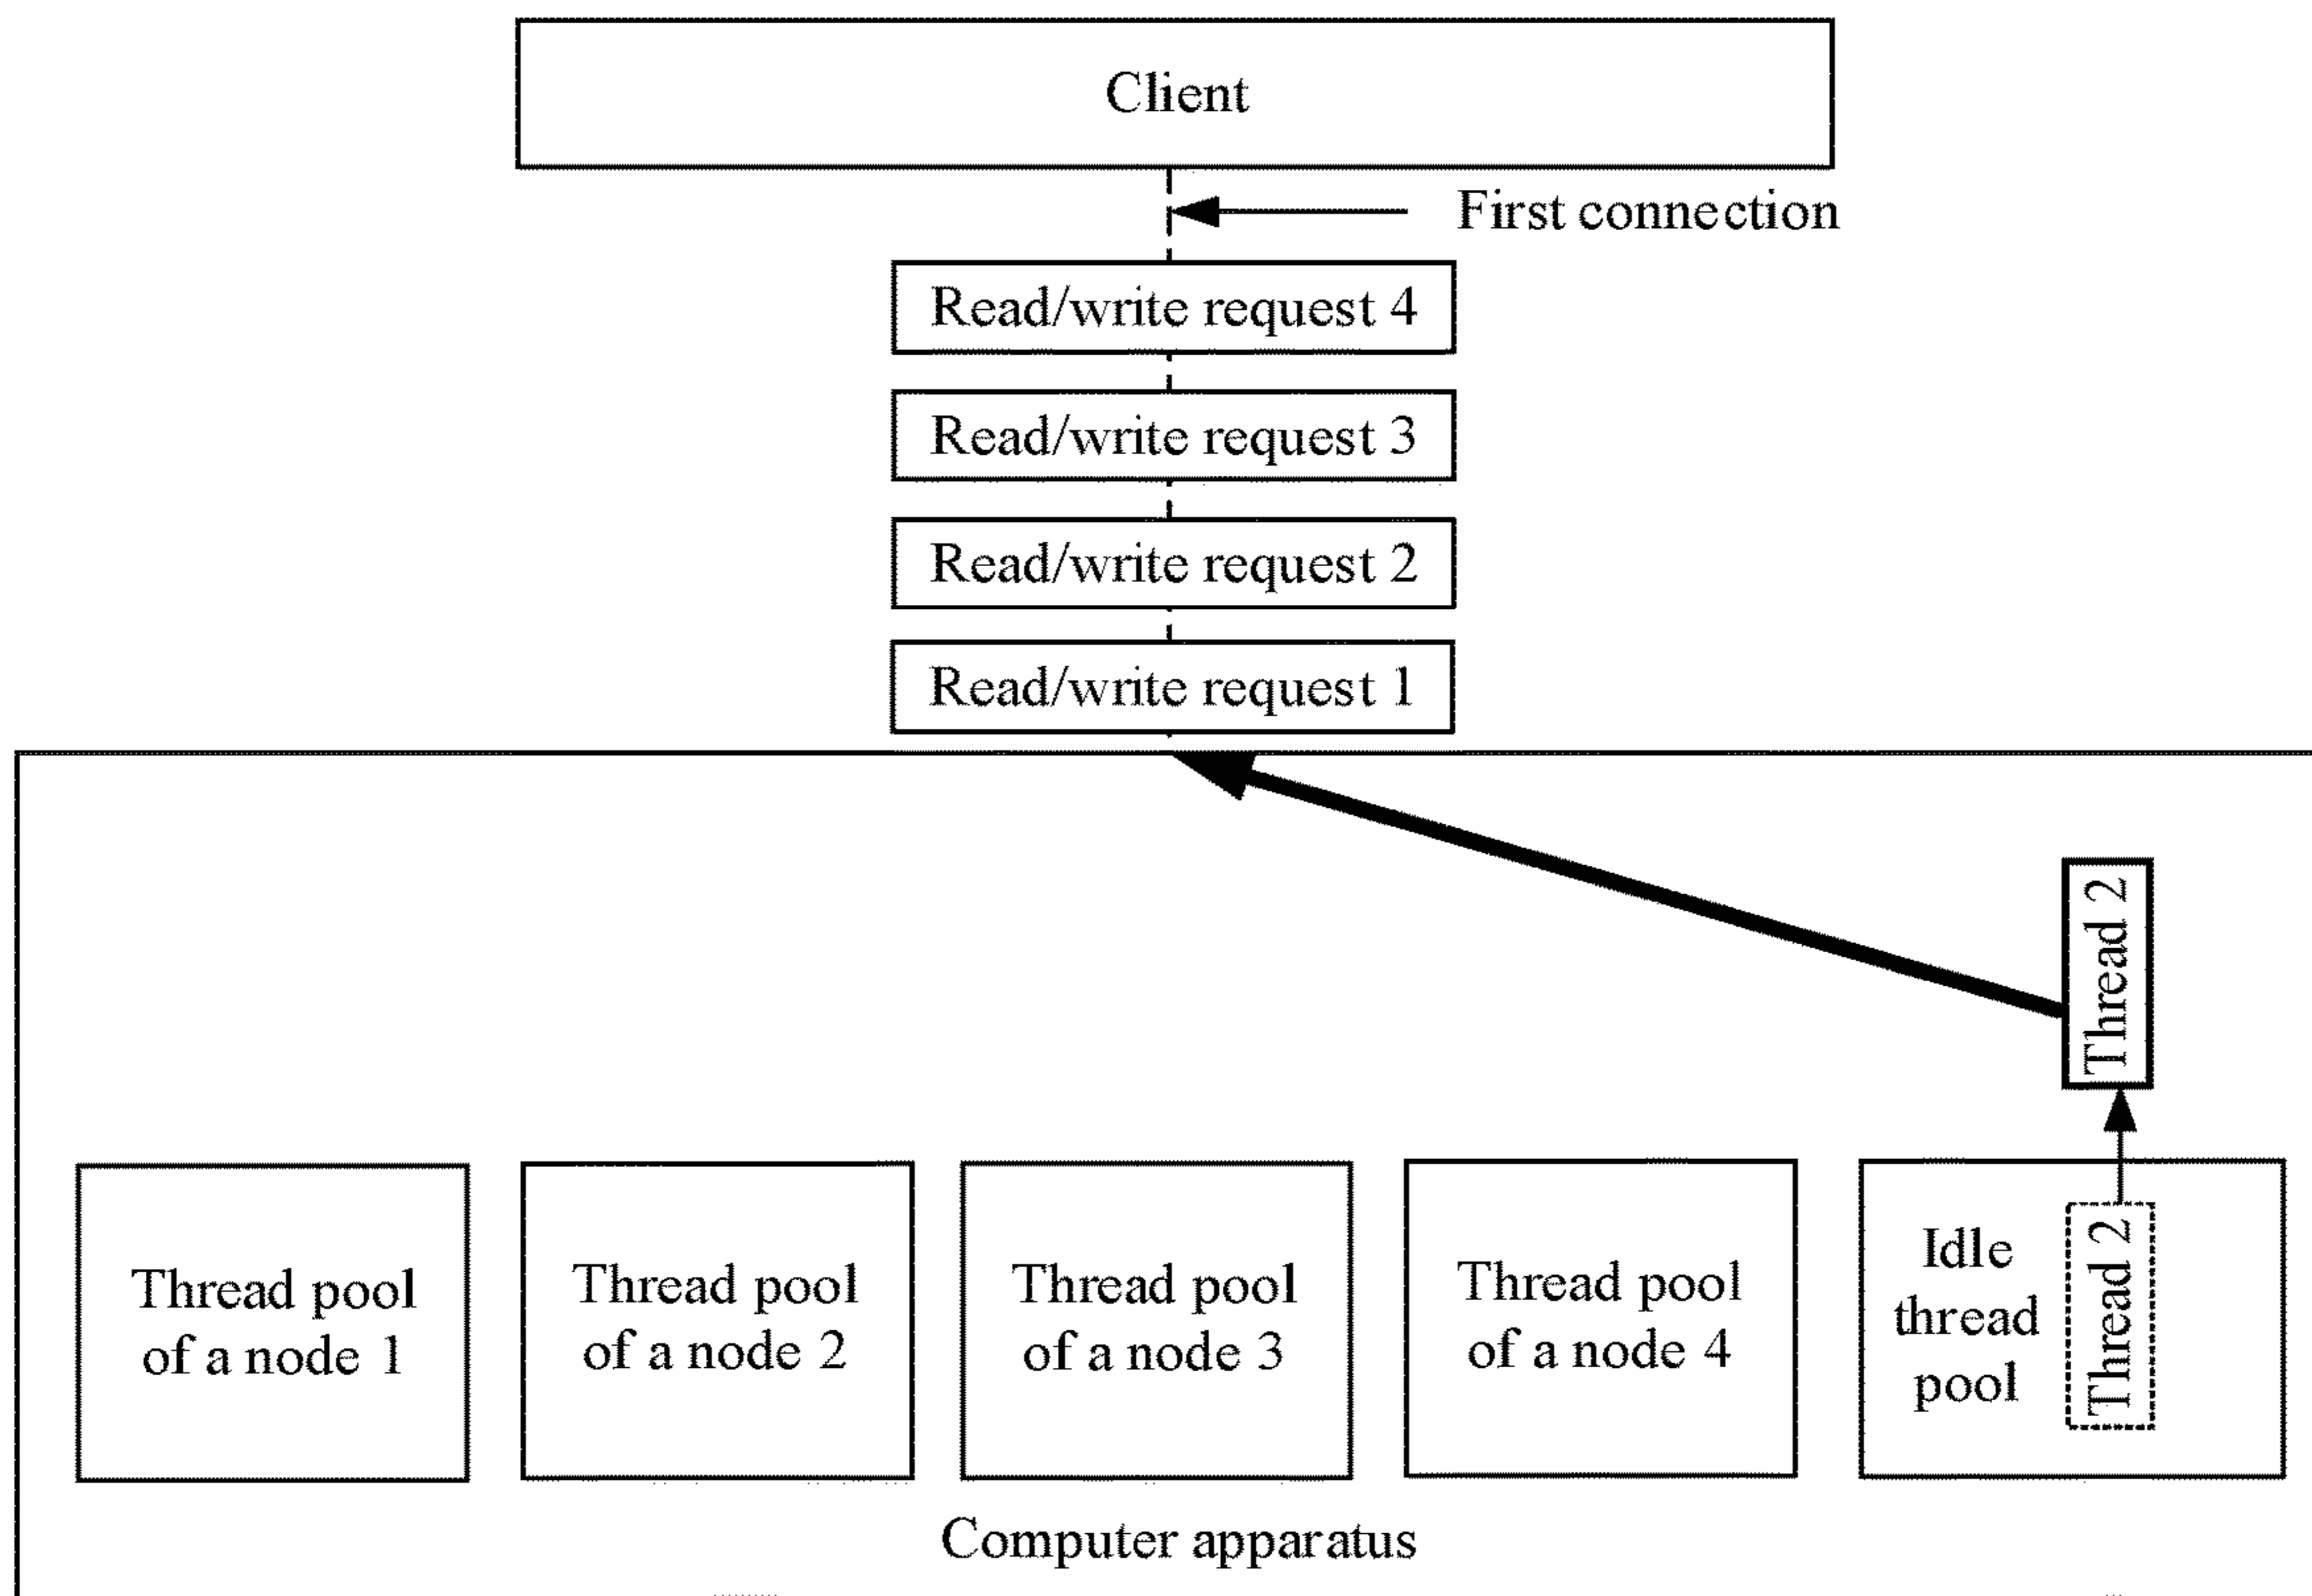 Client
First connection
Read/write request 4
Read/write request 3
Read/write request 2
Read/write request 1
Thread 2
Thread pool
of a node 1
Thread pool
of a node 2
Thread pool
of a node 3
Thread pool
of a node 4
Idle
thread
pool
Thread 2
Computer apparatus